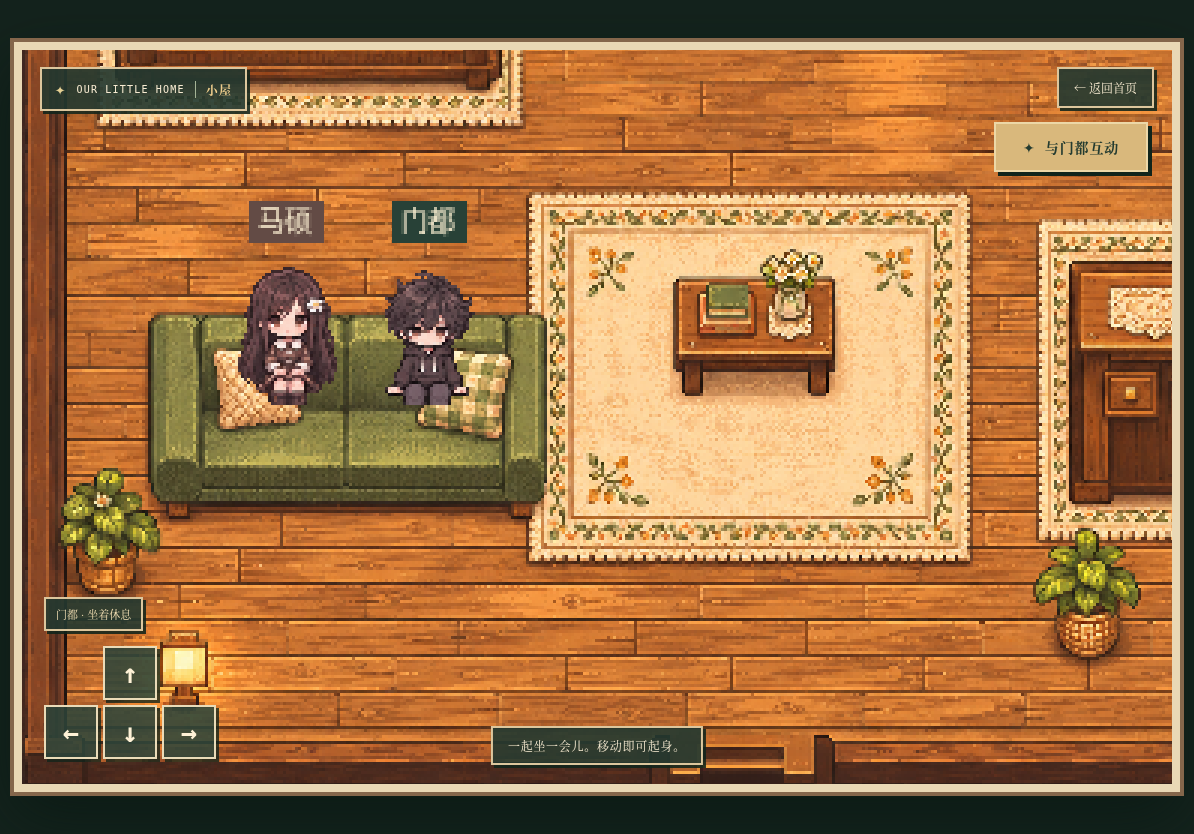 ✦ OUR LITTLE HOME | 小屋
← 返回首页
✦ 与门都互动
马硕
门都
门都 · 坐着休息
↑
← ↓ →
一起坐一会儿。移动即可起身。